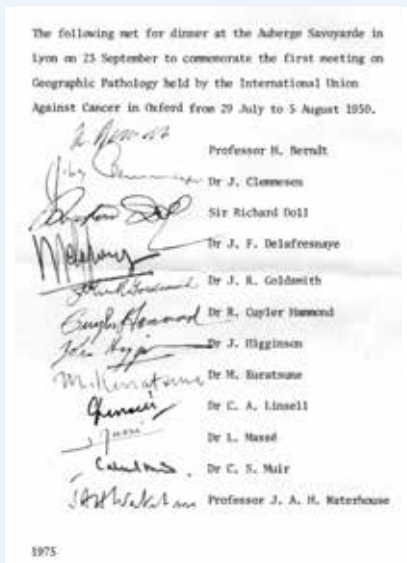 The following met for dinner at the Auberge Savoyarde in
Lyon on 23 September to commemorate the first meeting on
Geographic Pathology held by the International Union
Against Cancer in Oxford from 29 July to 5 August 1950.
Professor H. Berndt
Dr J. Clemmesen
Sir Richard Doll
Dr J. F. Delafresnaye
Dr J. R. Goldsmith
Dr E. Cuyler Hammond
Dr J. Higginson
Dr M. Kuratsune
Dr C. A. Linsell
Dr L. Massé
Dr C. S. Muir
Professor J. A. H. Waterhouse
1975